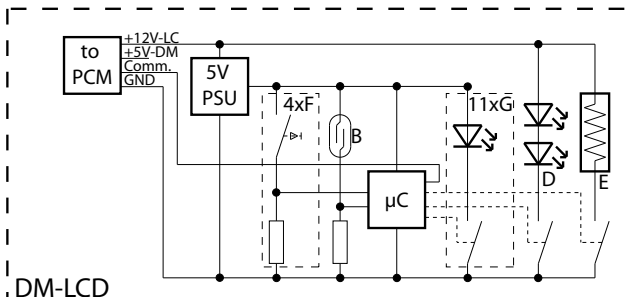 to
PCM
+12V-LC
+5V-DM
Comm.
GND
5V
PSU
4xF
B
11xG
D
E
µC
DM-LCD